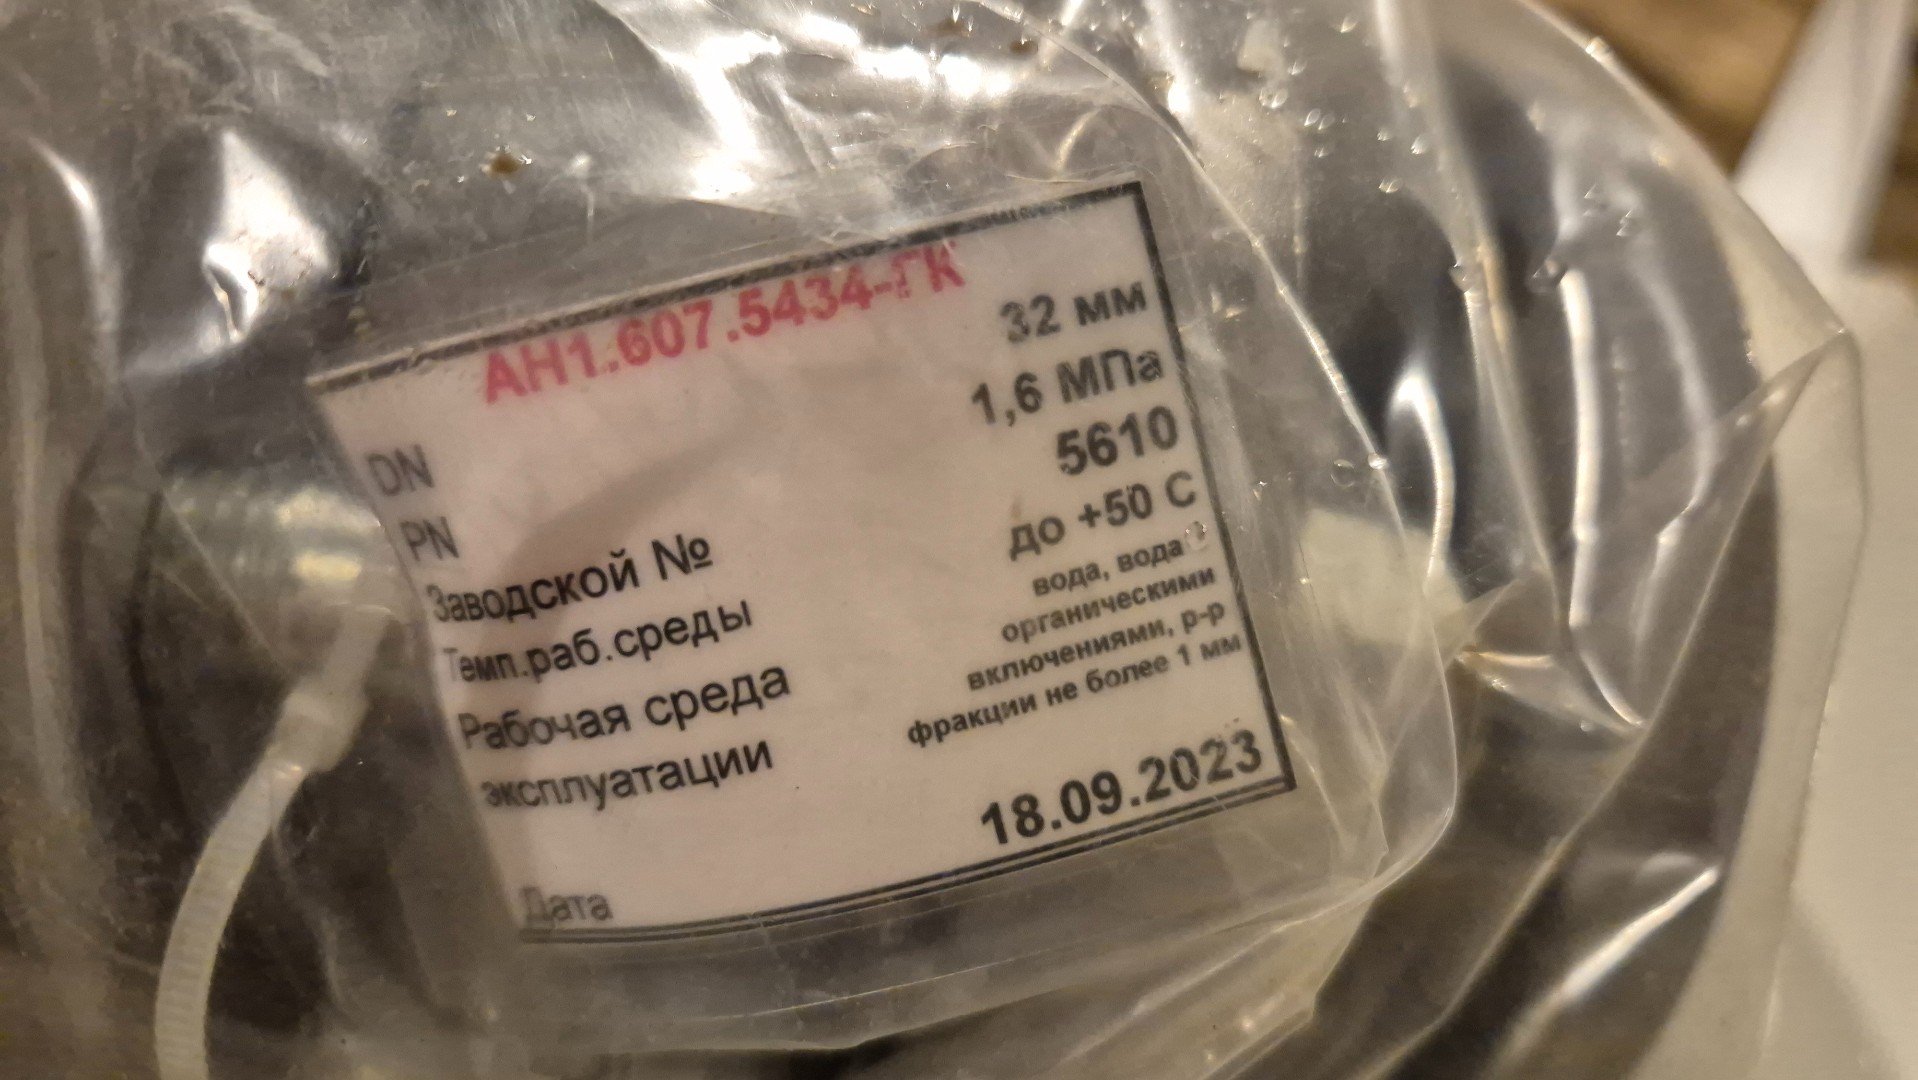 АН1.607.5434-ГК
DN 32 мм
PN 1,6 МПа
Заводской № 5610
Темп.раб.среды до +50 С
Рабочая среда вода, вода с
эксплуатации органическими
включениями, р-р
фракции не более 1 мм
Дата 18.09.2023